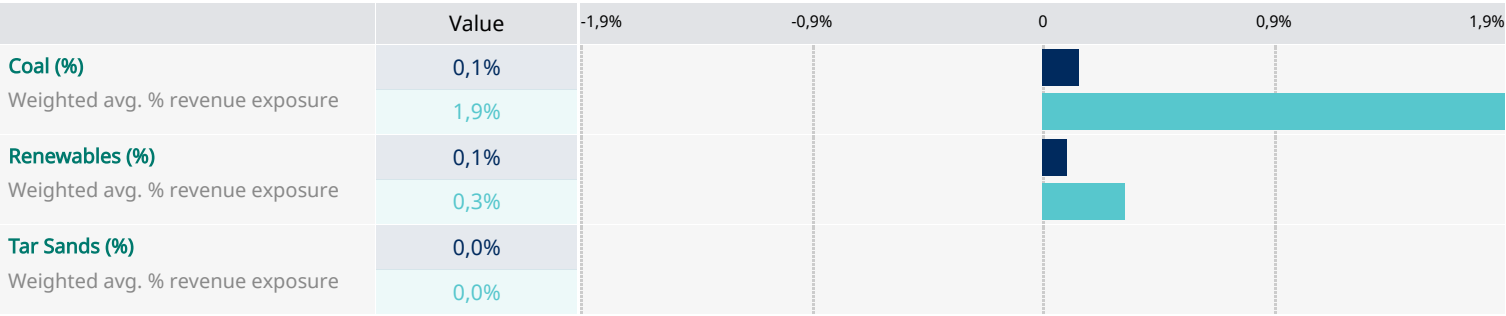 Value -1,9% -0,9% 0 0,9% 1,9%
Coal (%) 0,1%
Weighted avg. % revenue exposure 1,9%
Renewables (%) 0,1%
Weighted avg. % revenue exposure 0,3%
Tar Sands (%) 0,0%
Weighted avg. % revenue exposure 0,0%